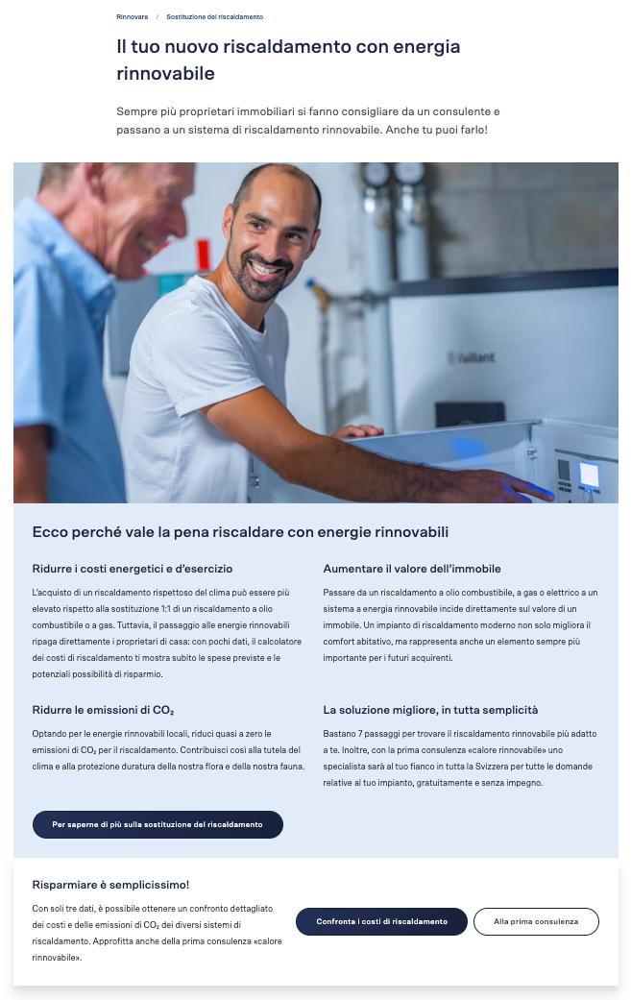 Rinnovare / Sostituzione del riscaldamento
Il tuo nuovo riscaldamento con energia
rinnovabile
Sempre più proprietari immobiliari si fanno consigliare da un consulente e
passano a un sistema di riscaldamento rinnovabile. Anche tu puoi farlo!
Vaillant
Ecco perché vale la pena riscaldare con energie rinnovabili
Ridurre i costi energetici e d'esercizio
L'acquisto di un riscaldamento rispettoso del clima può essere più
elevato rispetto alla sostituzione 1:1 di un riscaldamento a olio
combustibile o a gas. Tuttavia, il passaggio alle energie rinnovabili
ripaga direttamente i proprietari di casa: con pochi dati, il calcolatore
dei costi di riscaldamento ti mostra subito le spese previste e le
potenziali possibilità di risparmio.
Aumentare il valore dell'immobile
Passare da un riscaldamento a olio combustibile, a gas o elettrico a un
sistema a energia rinnovabile incide direttamente sul valore di un
immobile. Un impianto di riscaldamento moderno non solo migliora il
comfort abitativo, ma rappresenta anche un elemento sempre più
importante per i futuri acquirenti.
Ridurre le emissioni di CO₂
Optando per le energie rinnovabili locali, riduci quasi a zero le
emissioni di CO₂ per il riscaldamento. Contribuisci così alla tutela del
clima e alla protezione duratura della nostra flora e della nostra fauna.
La soluzione migliore, in tutta semplicità
Bastano 7 passaggi per trovare il riscaldamento rinnovabile più adatto
a te. Inoltre, con la prima consulenza «calore rinnovabile» uno
specialista sarà al tuo fianco in tutta la Svizzera per tutte le domande
relative al tuo impianto, gratuitamente e senza impegno.
Per saperne di più sulla sostituzione del riscaldamento
Risparmiare è semplicissimo!
Con soli tre dati, è possibile ottenere un confronto dettagliato
dei costi e delle emissioni di CO₂ dei diversi sistemi di
riscaldamento. Approfitta anche della prima consulenza «calore
rinnovabile».
Confronta i costi di riscaldamento
Alla prima consulenza